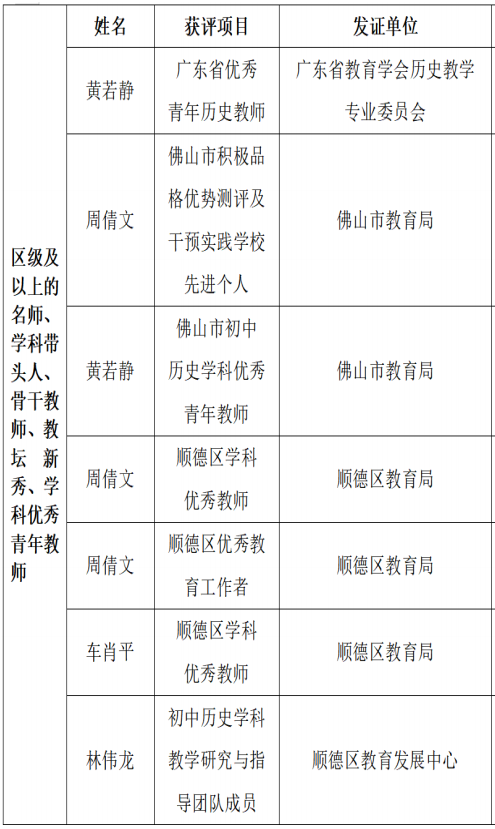 姓名 获评项目 发证单位
区级及
以上的
名师、
学科带
头人、
骨干教
师、教
坛 新
秀、学
科优秀
青年教
师
黄若静
广东省优秀
青年历史教师
广东省教育学会历史教学
专业委员会
周倩文
佛山市积极品
格优势测评及
干预实践学校
先进个人
佛山市教育局
黄若静
佛山市初中
历史学科优秀
青年教师
佛山市教育局
周倩文
顺德区学科
优秀教师
顺德区教育局
周倩文
顺德区优秀教
育工作者
顺德区教育局
车肖平
顺德区学科
优秀教师
顺德区教育局
林伟龙
初中历史学科
教学研究与指
导团队成员
顺德区教育发展中心